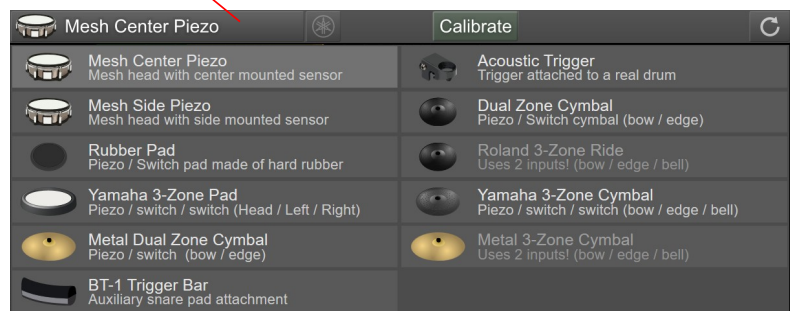 Mesh Center Piezo
Calibrate
Mesh Center Piezo
Mesh head with center mounted sensor
Acoustic Trigger
Trigger attached to a real drum
Mesh Side Piezo
Mesh head with side mounted sensor
Dual Zone Cymbal
Piezo / Switch cymbal (bow / edge)
Rubber Pad
Piezo / Switch pad made of hard rubber
Roland 3-Zone Ride
Uses 2 inputs! (bow / edge / bell)
Yamaha 3-Zone Pad
Piezo / switch / switch (Head / Left / Right)
Yamaha 3-Zone Cymbal
Piezo / switch / switch (bow / edge / bell)
Metal Dual Zone Cymbal
Piezo / switch (bow / edge)
Metal 3-Zone Cymbal
Uses 2 inputs! (bow / edge / bell)
BT-1 Trigger Bar
Auxiliary snare pad attachment